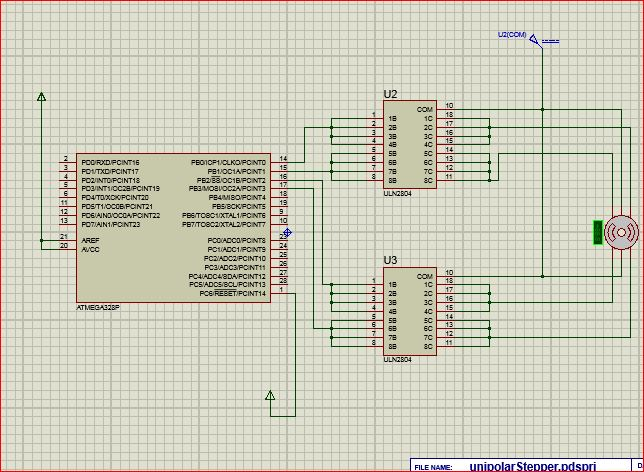 U2(COM)
U2
COM 10
1 1B 1C 18
2 2B 2C 17
3 3B 3C 16
4 4B 4C 15
5 5B 5C 14
6 6B 6C 13
7 7B 7C 12
8 8B 8C 11
ULN2804
2 PD0/RXD/PCINT16 PB0/ICP1/CLKO/PCINT0 14
3 PD1/TXD/PCINT17 PB1/OC1A/PCINT1 15
4 PD2/INT0/PCINT18 PB2/SS/OC1B/PCINT2 16
5 PD3/INT1/OC2B/PCINT19 PB3/MOSI/OC2A/PCINT3 17
6 PD4/T0/XCK/PCINT20 PB4/MISO/PCINT4 18
11 PD5/T1/OC0B/PCINT21 PB5/SCK/PCINT5 19
12 PD6/AIN0/OC0A/PCINT22 PB6/TOSC1/XTAL1/PCINT6 9
13 PD7/AIN1/PCINT23 PB7/TOSC2/XTAL2/PCINT7 10
21 AREF PC0/ADC0/PCINT8 23
20 AVCC PC1/ADC1/PCINT9 24
PC2/ADC2/PCINT10 25
PC3/ADC3/PCINT11 26
PC4/ADC4/SDA/PCINT12 27
PC5/ADC5/SCL/PCINT13 28
PC6/RESET/PCINT14 1
ATMEGA328P
U3
COM 10
1 1B 1C 18
2 2B 2C 17
3 3B 3C 16
4 4B 4C 15
5 5B 5C 14
6 6B 6C 13
7 7B 7C 12
8 8B 8C 11
ULN2804
FILE NAME: unipolarStepper.pdsprj